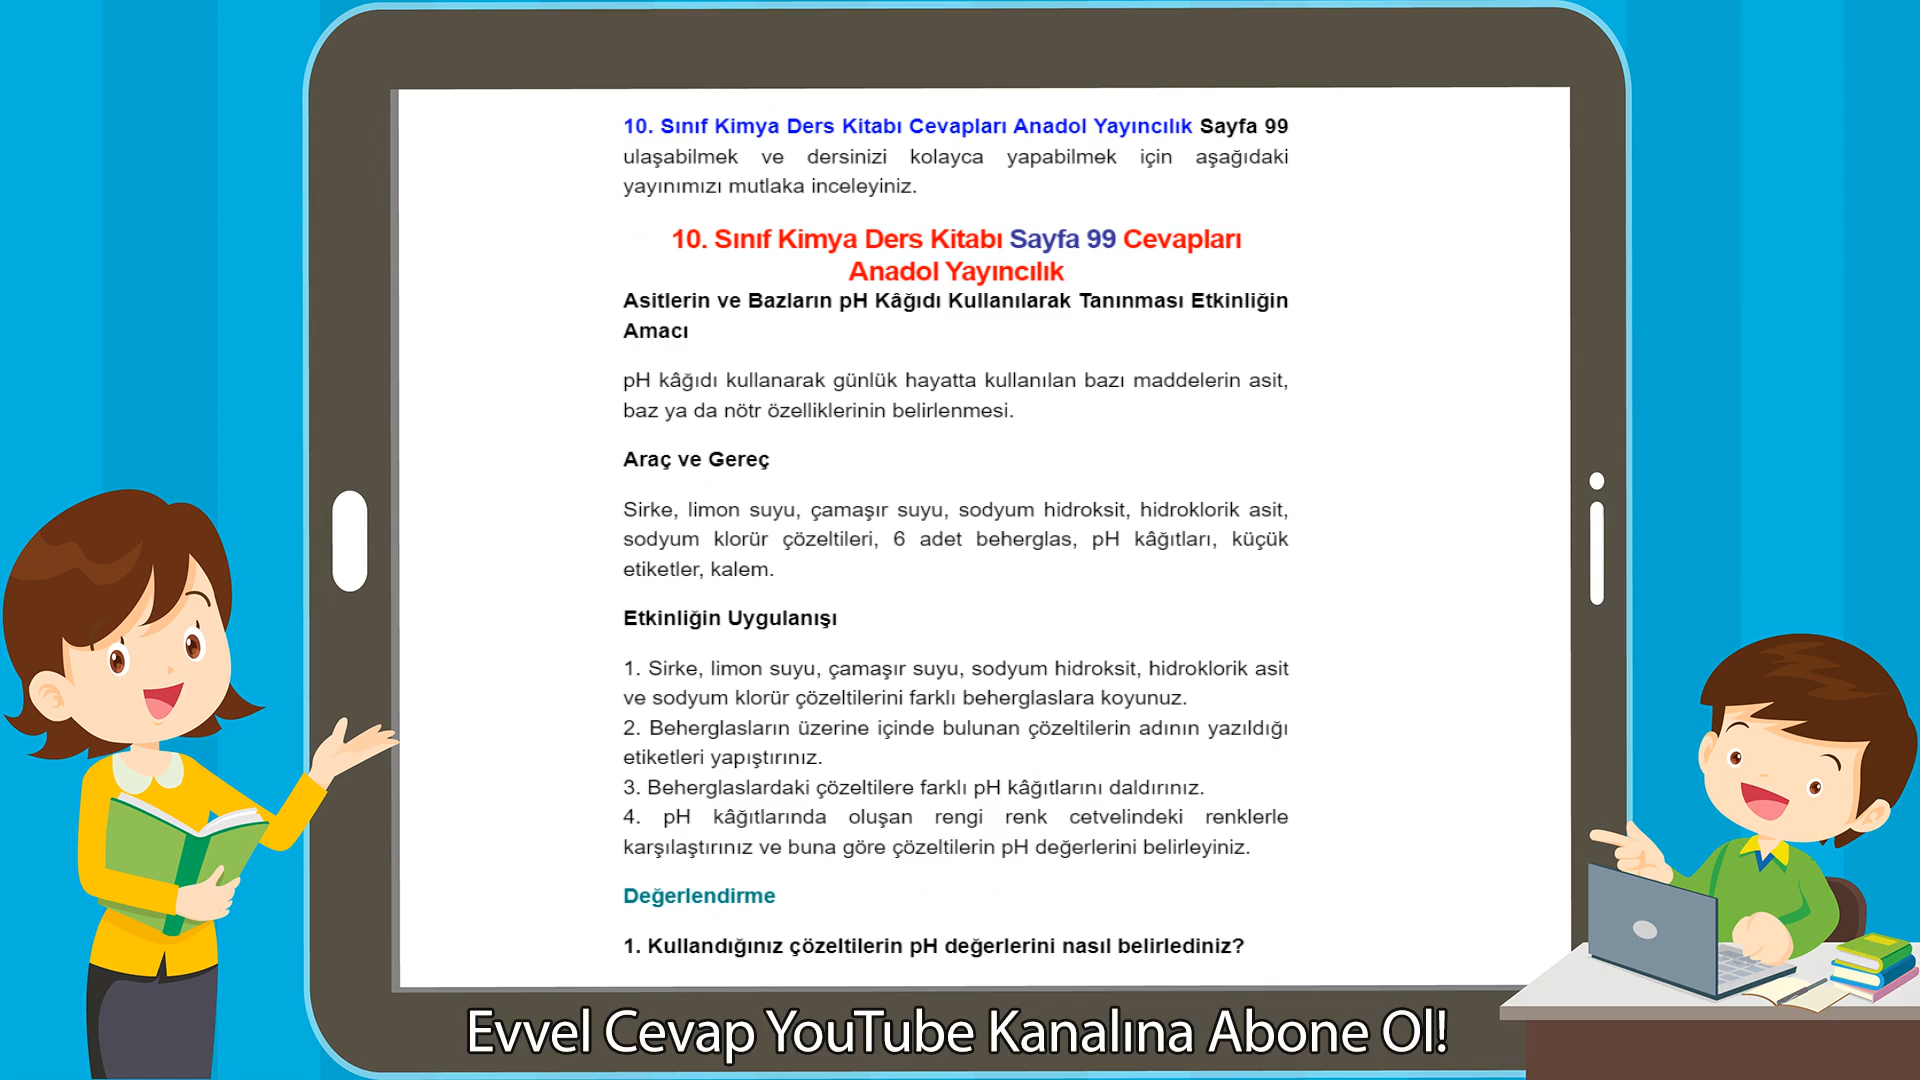 10. Sınıf Kimya Ders Kitabı Cevapları Anadol Yayıncılık Sayfa 99
ulaşabilmek ve dersinizi kolayca yapabilmek için aşağıdaki
yayınımızı mutlaka inceleyiniz.
10. Sınıf Kimya Ders Kitabı Sayfa 99 Cevapları
Anadol Yayıncılık
Asitlerin ve Bazların pH Kâğıdı Kullanılarak Tanınması Etkinliğin
Amacı
pH kâğıdı kullanarak günlük hayatta kullanılan bazı maddelerin asit,
baz ya da nötr özelliklerinin belirlenmesi.
Araç ve Gereç
Sirke, limon suyu, çamaşır suyu, sodyum hidroksit, hidroklorik asit,
sodyum klorür çözeltileri, 6 adet beherglas, pH kâğıtları, küçük
etiketler, kalem.
Etkinliğin Uygulanışı
1. Sirke, limon suyu, çamaşır suyu, sodyum hidroksit, hidroklorik asit
ve sodyum klorür çözeltilerini farklı beherglaslara koyunuz.
2. Beherglasların üzerine içinde bulunan çözeltilerin adının yazıldığı
etiketleri yapıştırınız.
3. Beherglaslardaki çözeltilere farklı pH kâğıtlarını daldırınız.
4. pH kâğıtlarında oluşan rengi renk cetvelindeki renklerle
karşılaştırınız ve buna göre çözeltilerin pH değerlerini belirleyiniz.
Değerlendirme
1. Kullandığınız çözeltilerin pH değerlerini nasıl belirlediniz?
Evvel Cevap YouTube Kanalına Abone Ol!